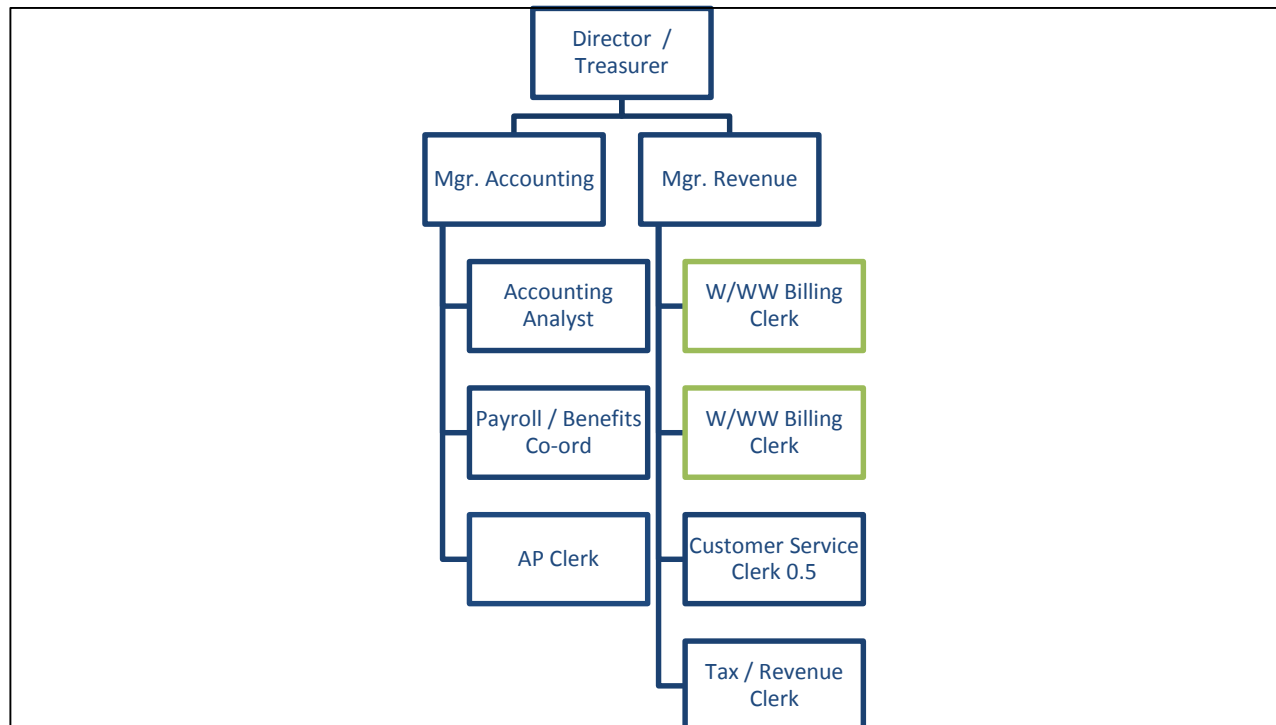 Director /
Treasurer
Mgr. Accounting
Mgr. Revenue
Accounting
Analyst
W/WW Billing
Clerk
Payroll / Benefits
Co-ord
W/WW Billing
Clerk
AP Clerk
Customer Service
Clerk 0.5
Tax / Revenue
Clerk